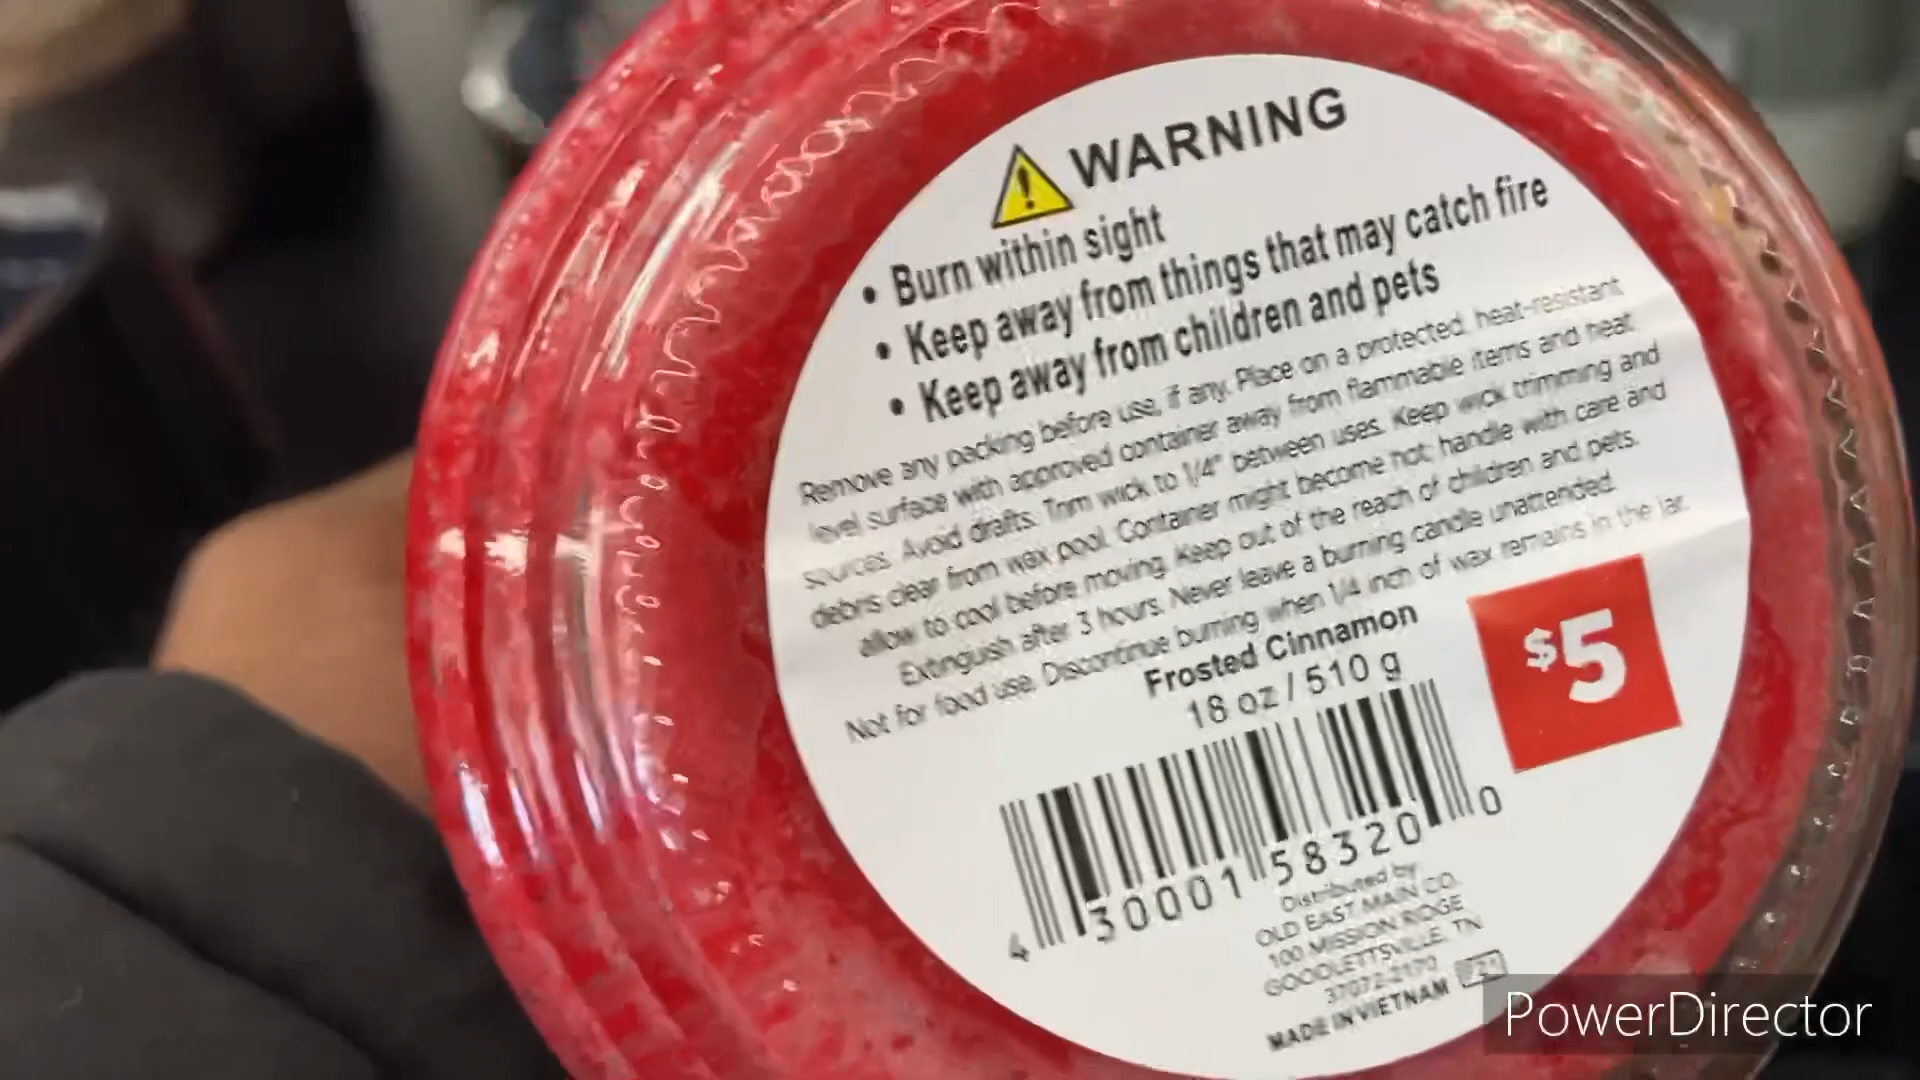 WARNING
• Burn within sight
• Keep away from things that may catch fire
• Keep away from children and pets
Remove any packing before use, if any. Place on a protected, heat-resistant
level surface with approved container away from flammable items and heat
sources. Avoid drafts. Trim wick to 1/4" between uses. Keep wick trimming and
debris clear from wax pool. Container might become hot; handle with care and
allow to cool before moving. Keep out of the reach of children and pets.
Extinguish after 3 hours. Never leave a burning candle unattended.
Not for food use. Discontinue burning when 1/4 inch of wax remains in the jar.
Frosted Cinnamon
18 oz / 510 g
$5
4 30001 58320 0
Distributed by
OLD EAST MAIN CO.
100 MISSION RIDGE
GOODLETTSVILLE, TN
37072-2170
MADE IN VIETNAM
PowerDirector